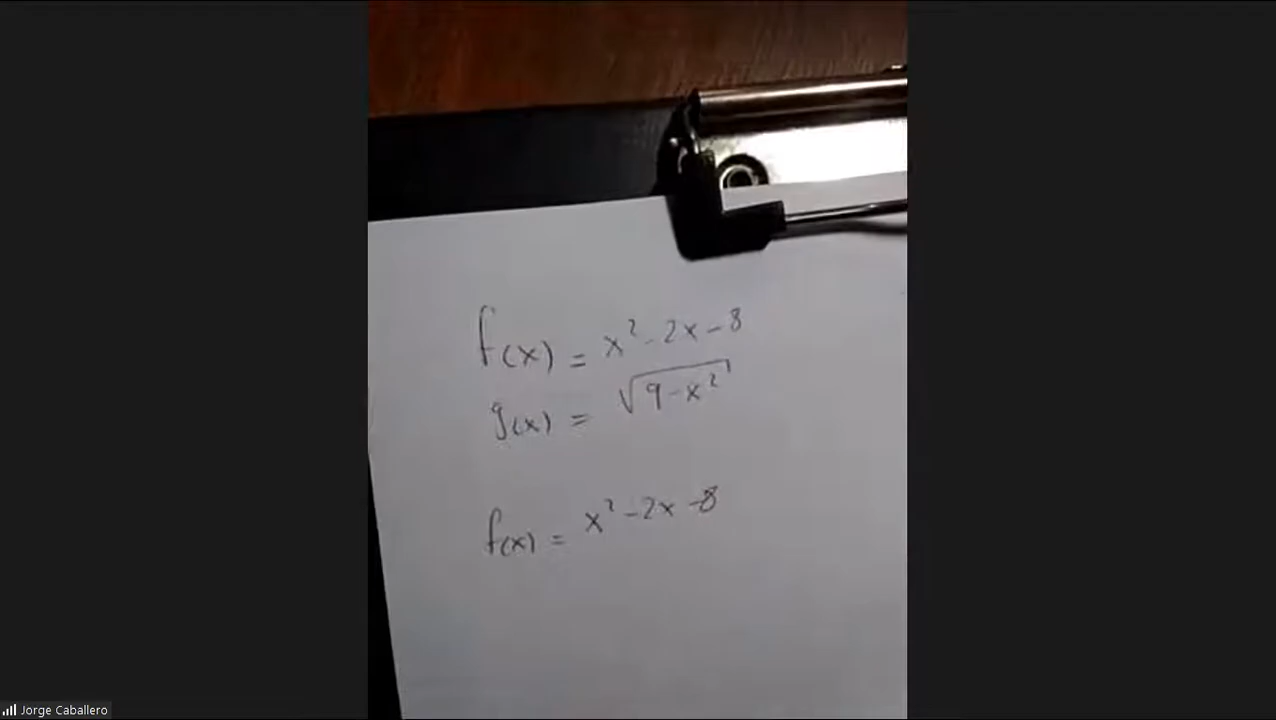 f(x) = x² - 2x - 8
g(x) = √9-x²
f(x) = x² - 2x - 8
Jorge Caballero